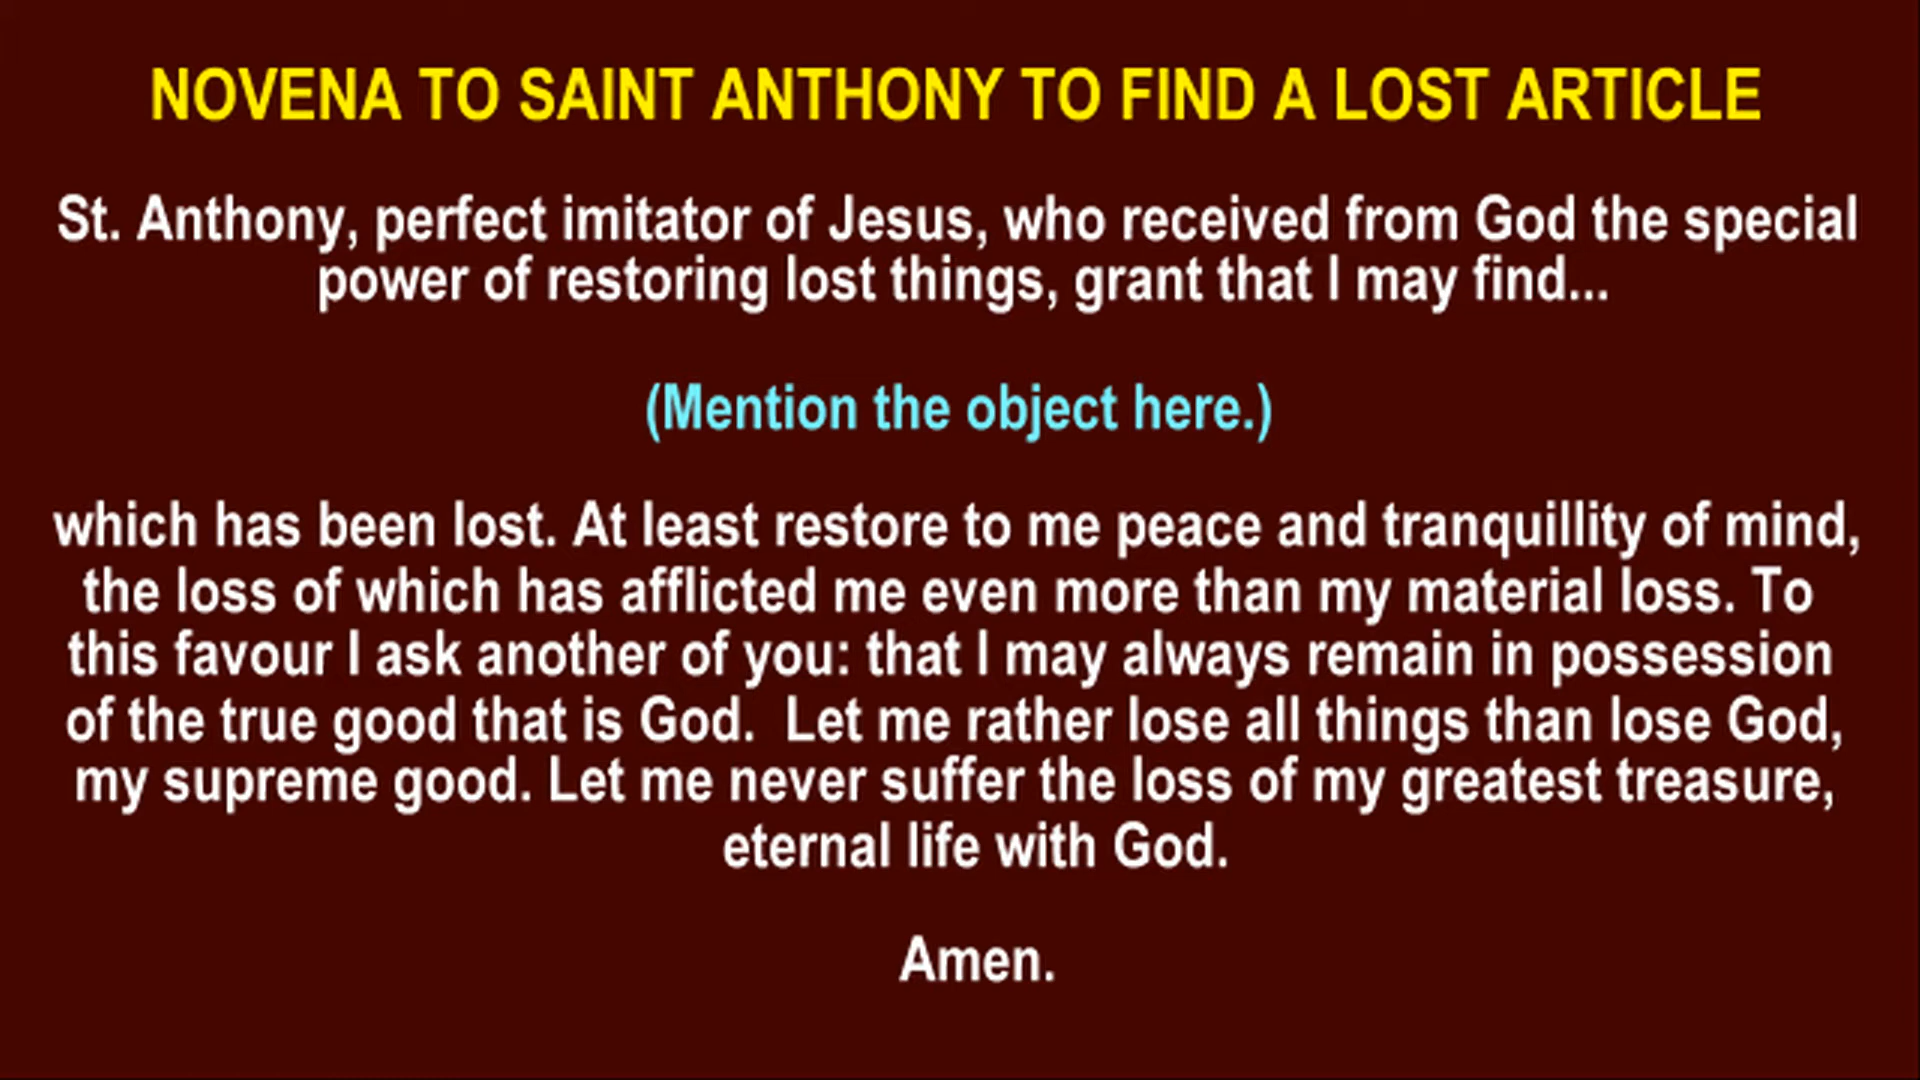 NOVENA TO SAINT ANTHONY TO FIND A LOST ARTICLE
St. Anthony, perfect imitator of Jesus, who received from God the special
power of restoring lost things, grant that I may find...
(Mention the object here.)
which has been lost. At least restore to me peace and tranquillity of mind,
the loss of which has afflicted me even more than my material loss. To
this favour I ask another of you: that I may always remain in possession
of the true good that is God.  Let me rather lose all things than lose God,
my supreme good. Let me never suffer the loss of my greatest treasure,
eternal life with God.
Amen.